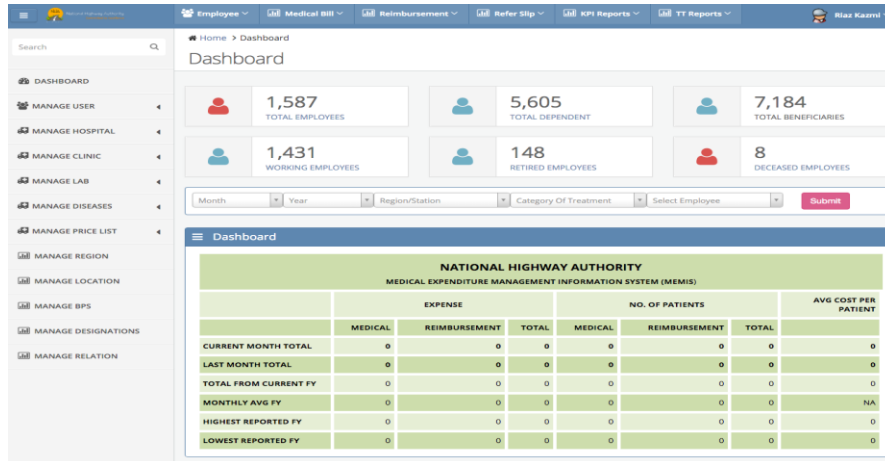 National Highway Authority
Employee Medical Bill Reimbursement Refer Slip KPI Reports TT Reports Riaz Kazmi
Search
Home > Dashboard
Dashboard
DASHBOARD
MANAGE USER
MANAGE HOSPITAL
MANAGE CLINIC
MANAGE LAB
MANAGE DISEASES
MANAGE PRICE LIST
MANAGE REGION
MANAGE LOCATION
MANAGE BPS
MANAGE DESIGNATIONS
MANAGE RELATION
1,587
TOTAL EMPLOYEES
5,605
TOTAL DEPENDENT
7,184
TOTAL BENEFICIARIES
1,431
WORKING EMPLOYEES
148
RETIRED EMPLOYEES
8
DECEASED EMPLOYEES
Month Year Region/Station Category Of Treatment Select Employee Submit
Dashboard
NATIONAL HIGHWAY AUTHORITY
MEDICAL EXPENDITURE MANAGEMENT INFORMATION SYSTEM (MEMIS)
EXPENSE NO. OF PATIENTS AVG COST PER
PATIENT
MEDICAL REIMBURSEMENT TOTAL MEDICAL REIMBURSEMENT TOTAL
CURRENT MONTH TOTAL 0 0 0 0 0 0 0
LAST MONTH TOTAL 0 0 0 0 0 0 0
TOTAL FROM CURRENT FY 0 0 0 0 0 0 0
MONTHLY AVG FY 0 0 0 0 0 0 NA
HIGHEST REPORTED FY 0 0 0 0 0 0 0
LOWEST REPORTED FY 0 0 0 0 0 0 0